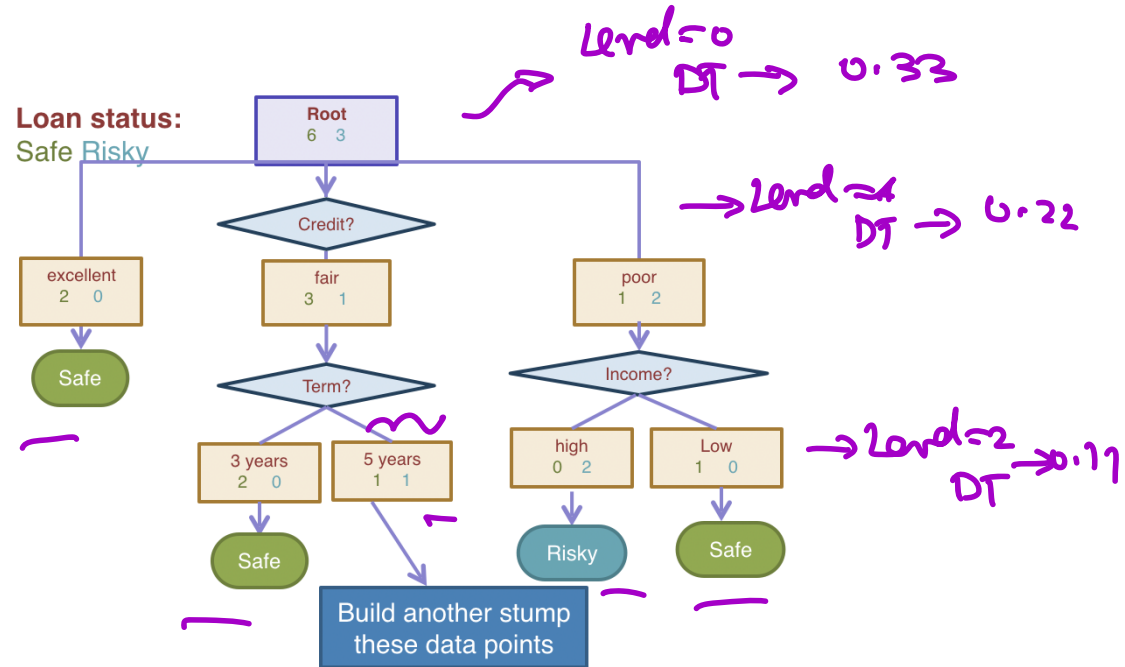 Level=0
DT → 0.33
Loan status:
Safe Risky
Root
6 3
→ Level=1
DT → 0.22
Credit?
excellent
2 0
fair
3 1
poor
1 2
Safe
Term?
Income?
3 years
2 0
5 years
1 1
high
0 2
Low
1 0
→ Level=2
DT → 0.11
Safe
Risky
Safe
Build another stump
these data points